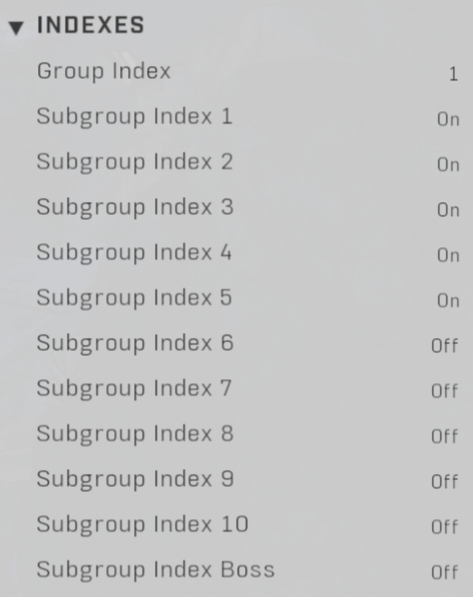 ▼ INDEXES
Group Index 1
Subgroup Index 1 On
Subgroup Index 2 On
Subgroup Index 3 On
Subgroup Index 4 On
Subgroup Index 5 On
Subgroup Index 6 Off
Subgroup Index 7 Off
Subgroup Index 8 Off
Subgroup Index 9 Off
Subgroup Index 10 Off
Subgroup Index Boss Off